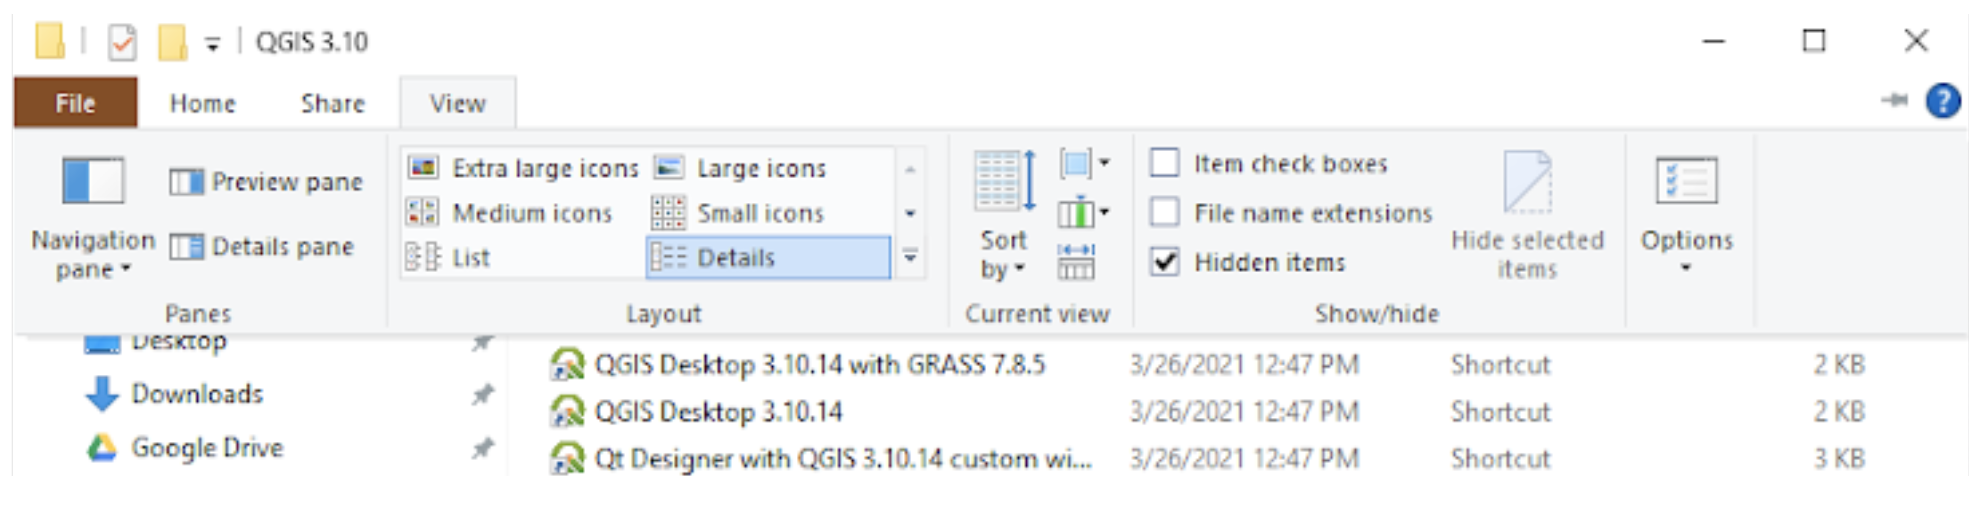 QGIS 3.10
File Home Share View
Navigation pane
Preview pane
Details pane
Panes
Extra large icons Large icons
Medium icons Small icons
List Details
Layout
Sort by
Current view
Item check boxes
File name extensions
Hidden items
Hide selected items
Show/hide
Options
Desktop
Downloads
Google Drive
QGIS Desktop 3.10.14 with GRASS 7.8.5 3/26/2021 12:47 PM Shortcut 2 KB
QGIS Desktop 3.10.14 3/26/2021 12:47 PM Shortcut 2 KB
Qt Designer with QGIS 3.10.14 custom wi... 3/26/2021 12:47 PM Shortcut 3 KB